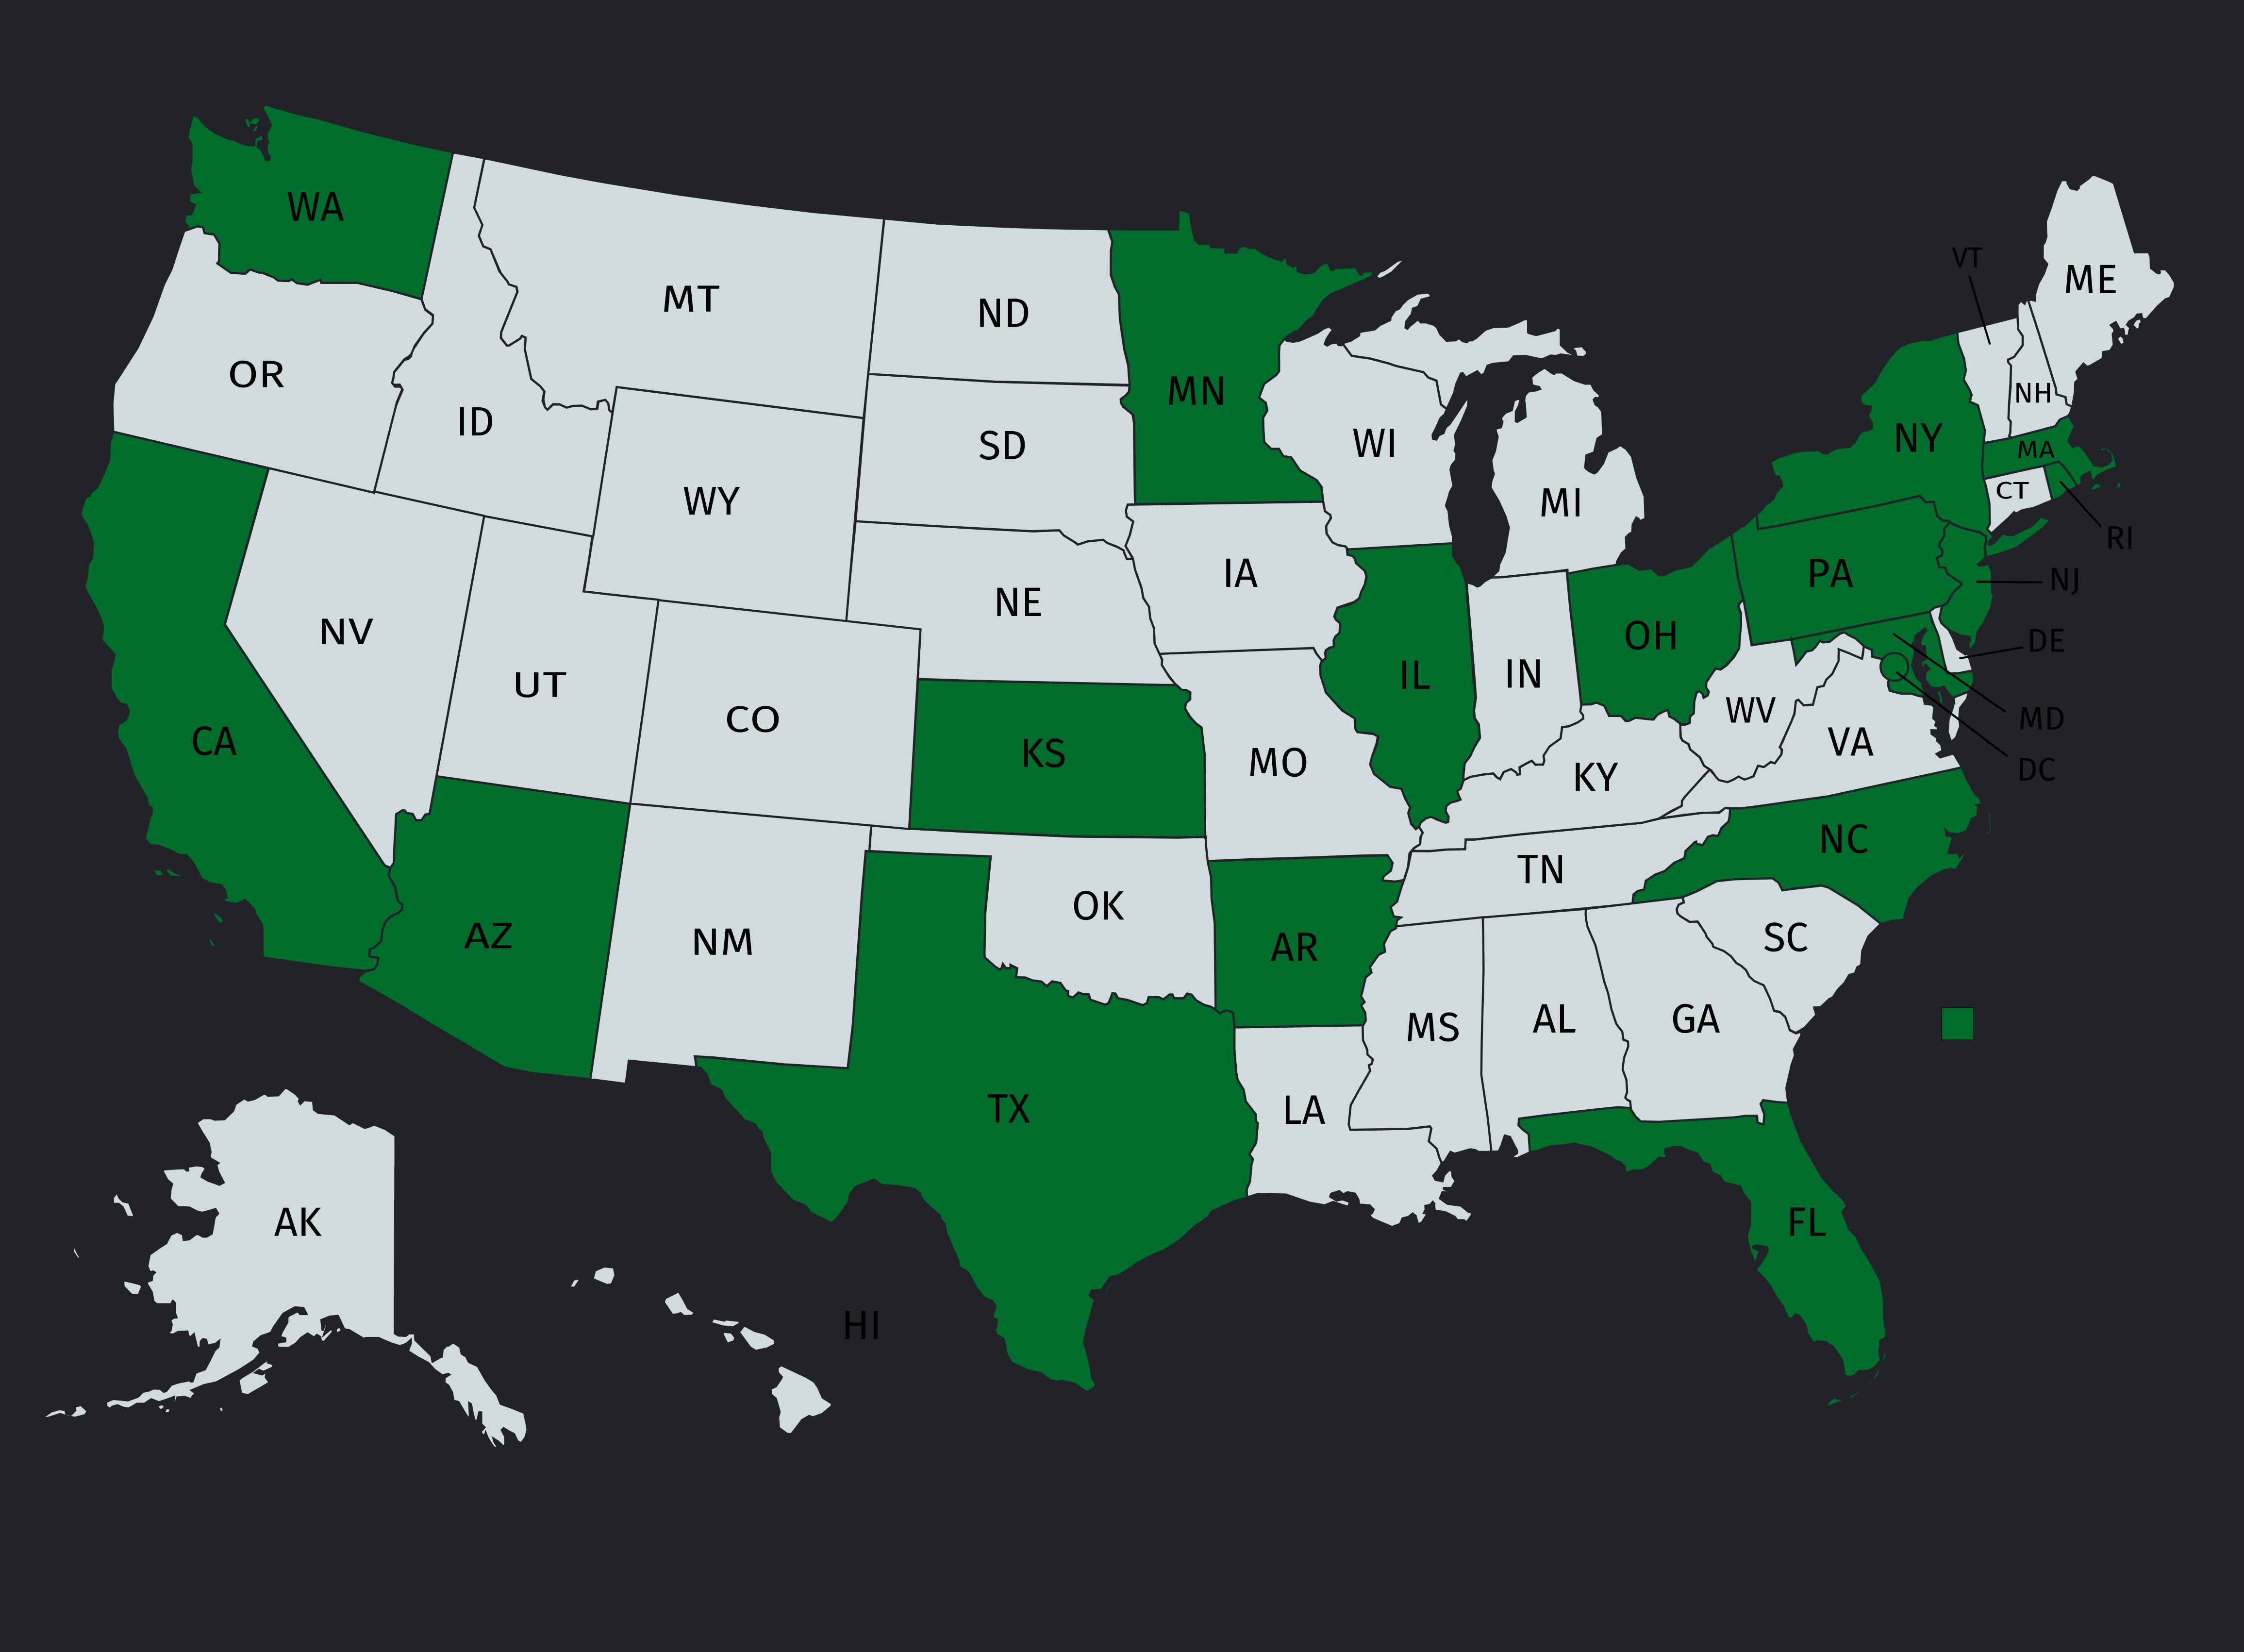 WA
MT
ND
MN
VT
ME
OR
ID
SD
WI
NH
NY
MA
CT
RI
WY
MI
NV
UT
NE
IA
PA
NJ
OH
DE
CO
IL
IN
WV
MD
DC
CA
KS
MO
KY
VA
AZ
NM
OK
AR
TN
NC
SC
TX
LA
MS
AL
GA
AK
HI
FL